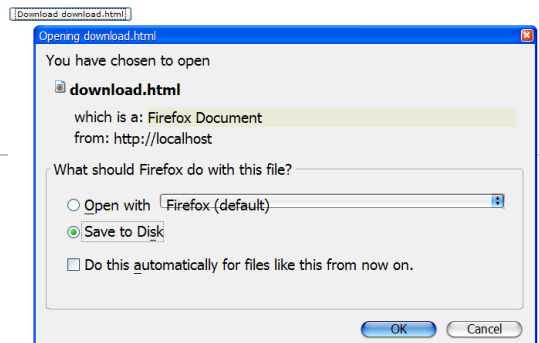 Download download.html
Opening download.html
You have chosen to open
download.html
which is a: Firefox Document
from: http://localhost
What should Firefox do with this file?
Open with Firefox (default)
Save to Disk
Do this automatically for files like this from now on.
OK Cancel